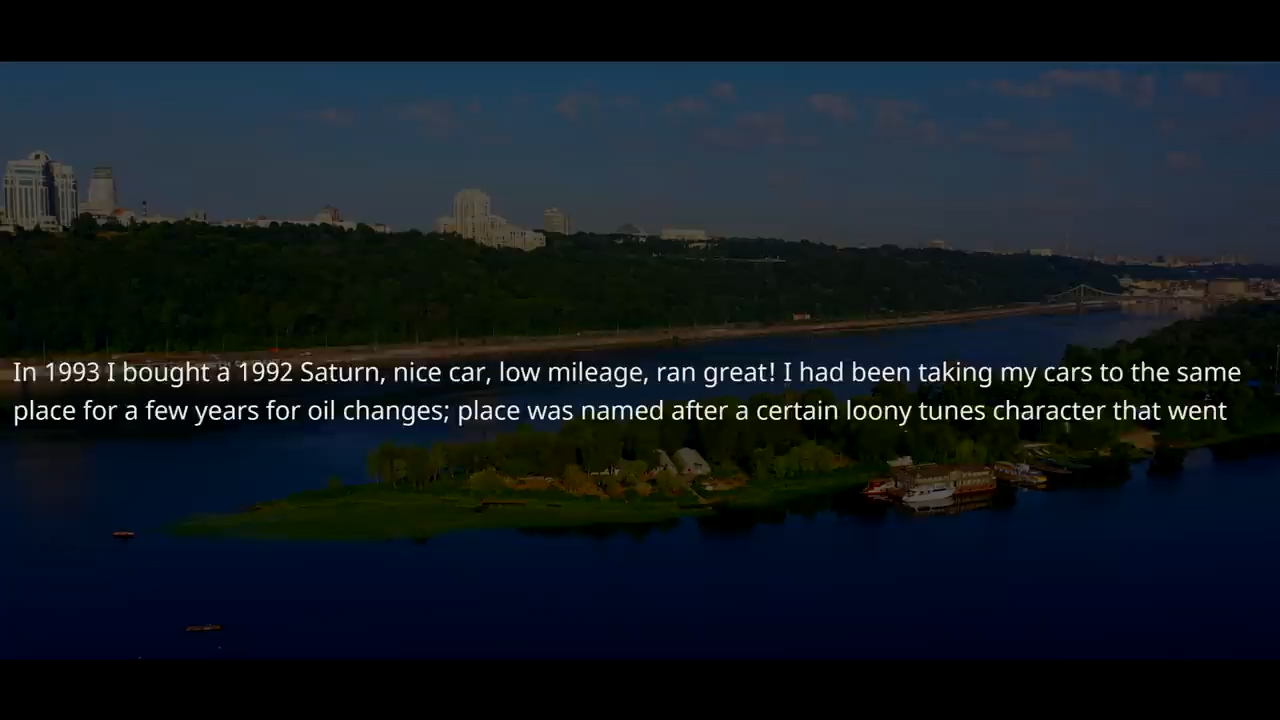 In 1993 I bought a 1992 Saturn, nice car, low mileage, ran great! I had been taking my cars to the same
place for a few years for oil changes; place was named after a certain loony tunes character that went